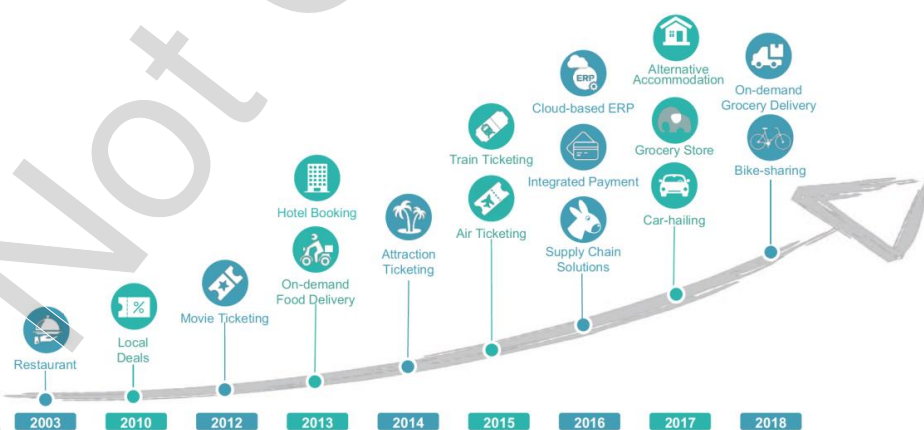 Not
Restaurant
2003
%
Local
Deals
2010
Movie Ticketing
2012
Hotel Booking
On-demand
Food Delivery
2013
Attraction
Ticketing
2014
Train Ticketing
Air Ticketing
2015
ERP
Cloud-based ERP
Integrated Payment
Supply Chain
Solutions
2016
Alternative
Accommodation
Grocery Store
Car-hailing
2017
On-demand
Grocery Delivery
Bike-sharing
2018